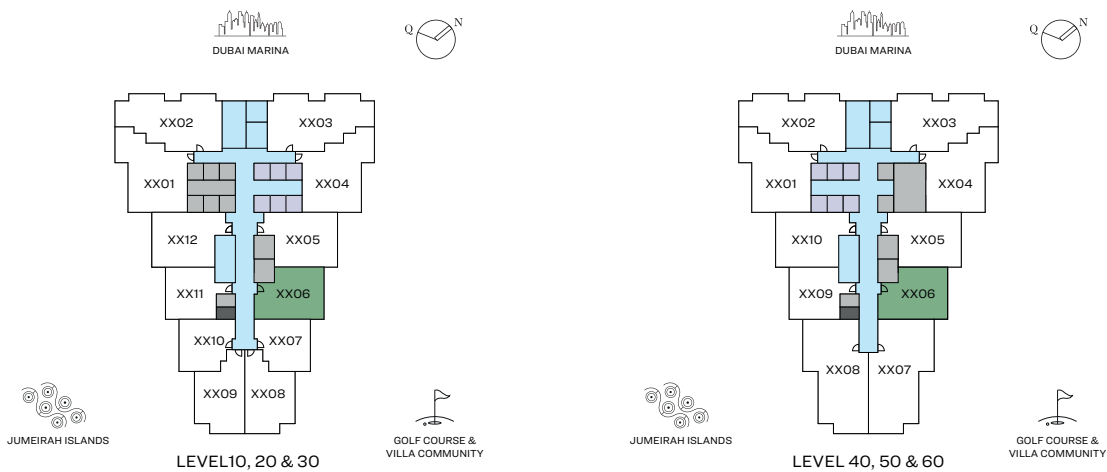 DUBAI MARINA
Q N
XX02 XX03
XX01 XX04
XX12 XX05
XX11 XX06
XX10 XX07
XX09 XX08
JUMEIRAH ISLANDS
GOLF COURSE &
VILLA COMMUNITY
LEVEL10, 20 & 30
DUBAI MARINA
Q N
XX02 XX03
XX01 XX04
XX10 XX05
XX09 XX06
XX08 XX07
JUMEIRAH ISLANDS
GOLF COURSE &
VILLA COMMUNITY
LEVEL 40, 50 & 60